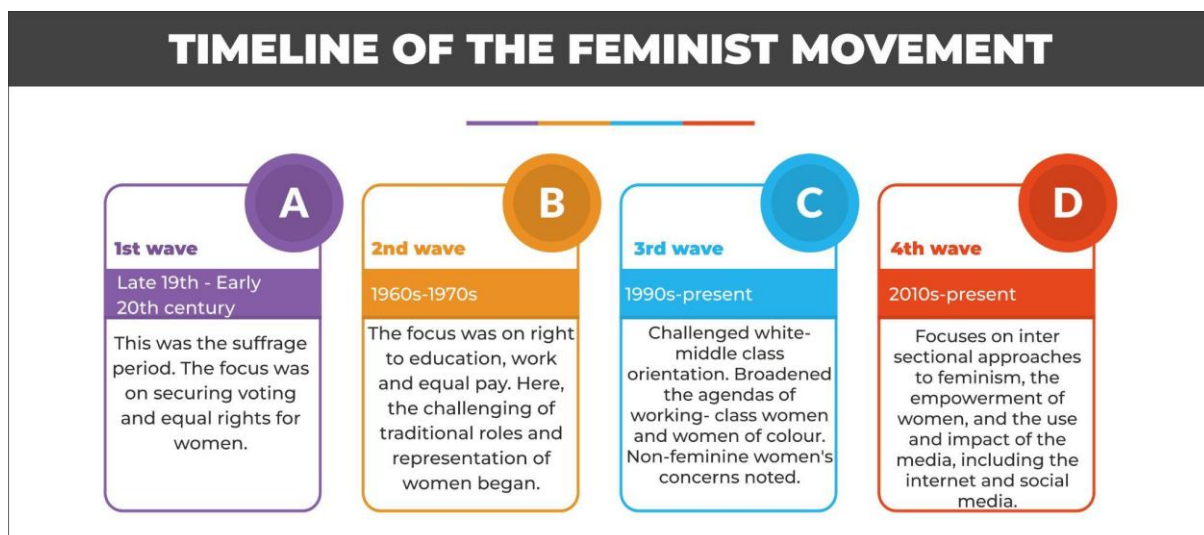 TIMELINE OF THE FEMINIST MOVEMENT
A
1st wave
Late 19th - Early
20th century
This was the suffrage
period. The focus was
on securing voting
and equal rights for
women.
B
2nd wave
1960s-1970s
The focus was on right
to education, work
and equal pay. Here,
the challenging of
traditional roles and
representation of
women began.
C
3rd wave
1990s-present
Challenged white-
middle class
orientation. Broadened
the agendas of
working- class women
and women of colour.
Non-feminine women's
concerns noted.
D
4th wave
2010s-present
Focuses on inter
sectional approaches
to feminism, the
empowerment of
women, and the use
and impact of the
media, including the
internet and social
media.